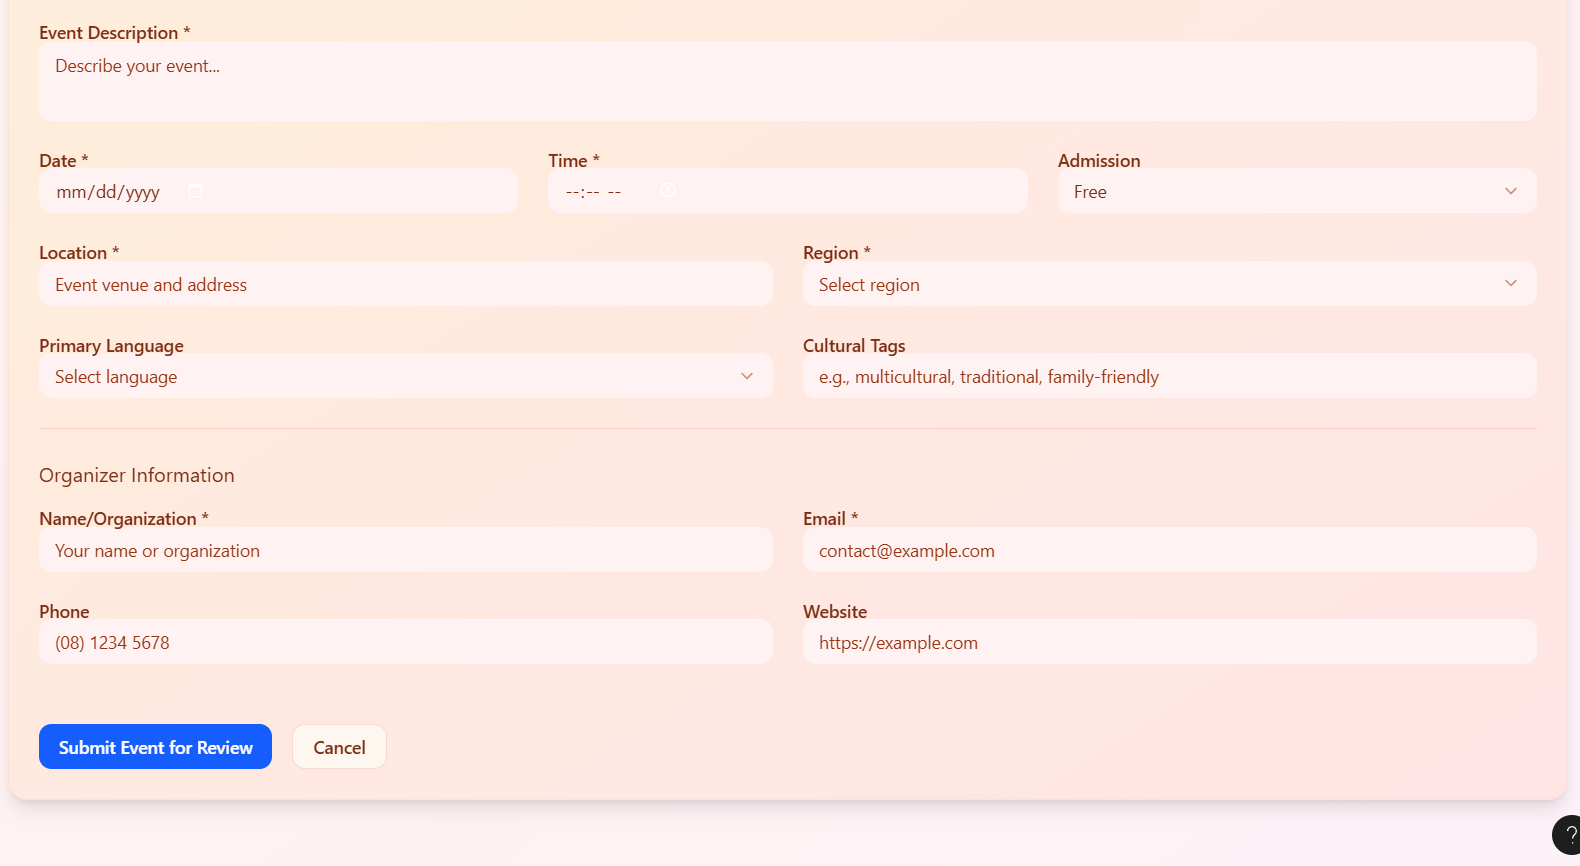 Event Description *
Describe your event...
Date *
Time *
Admission
mm/dd/yyyy
--:-- --
Free
Location *
Region *
Event venue and address
Select region
Primary Language
Cultural Tags
Select language
e.g., multicultural, traditional, family-friendly
Organizer Information
Name/Organization *
Email *
Your name or organization
contact@example.com
Phone
Website
(08) 1234 5678
https://example.com
Submit Event for Review
Cancel
?